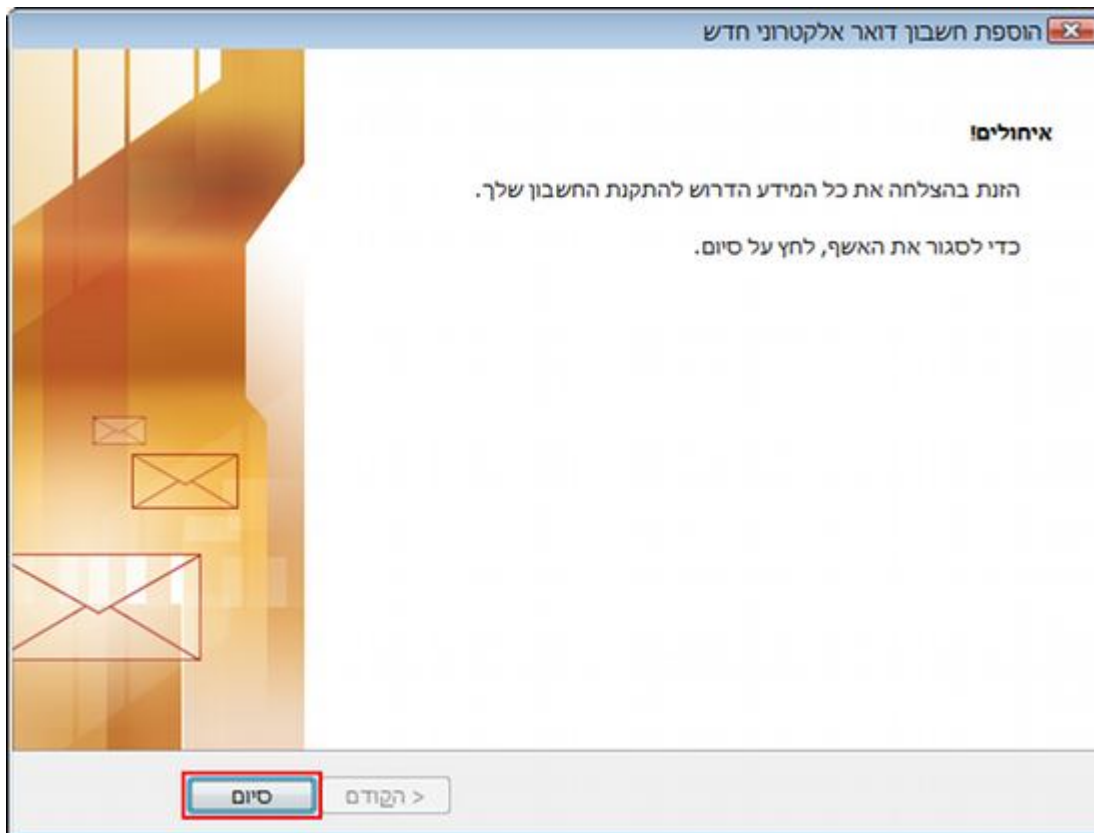 הוספת חשבון דואר אלקטרוני חדש
איחולים!
הזנת בהצלחה את כל המידע הדרוש להתקנת החשבון שלך.
כדי לסגור את האשף, לחץ על סיום.
< הקודם
סיום